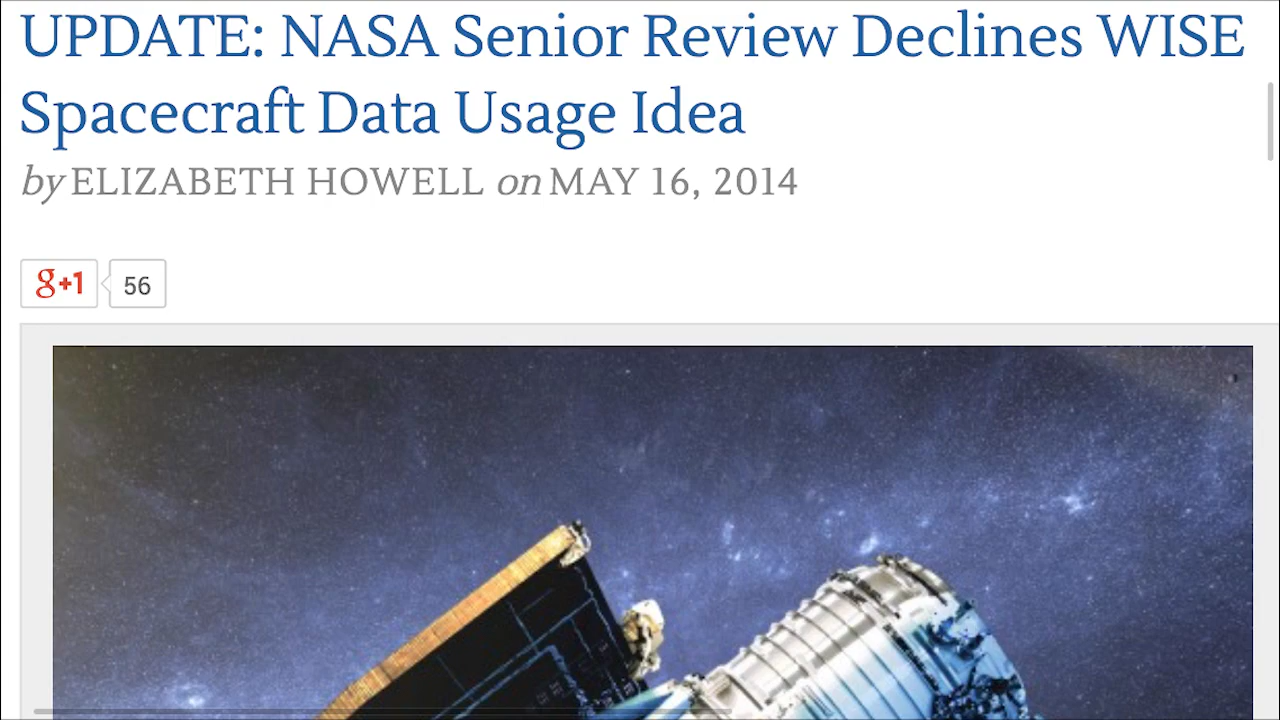 UPDATE: NASA Senior Review Declines WISE
Spacecraft Data Usage Idea
by ELIZABETH HOWELL on MAY 16, 2014
g+1 56